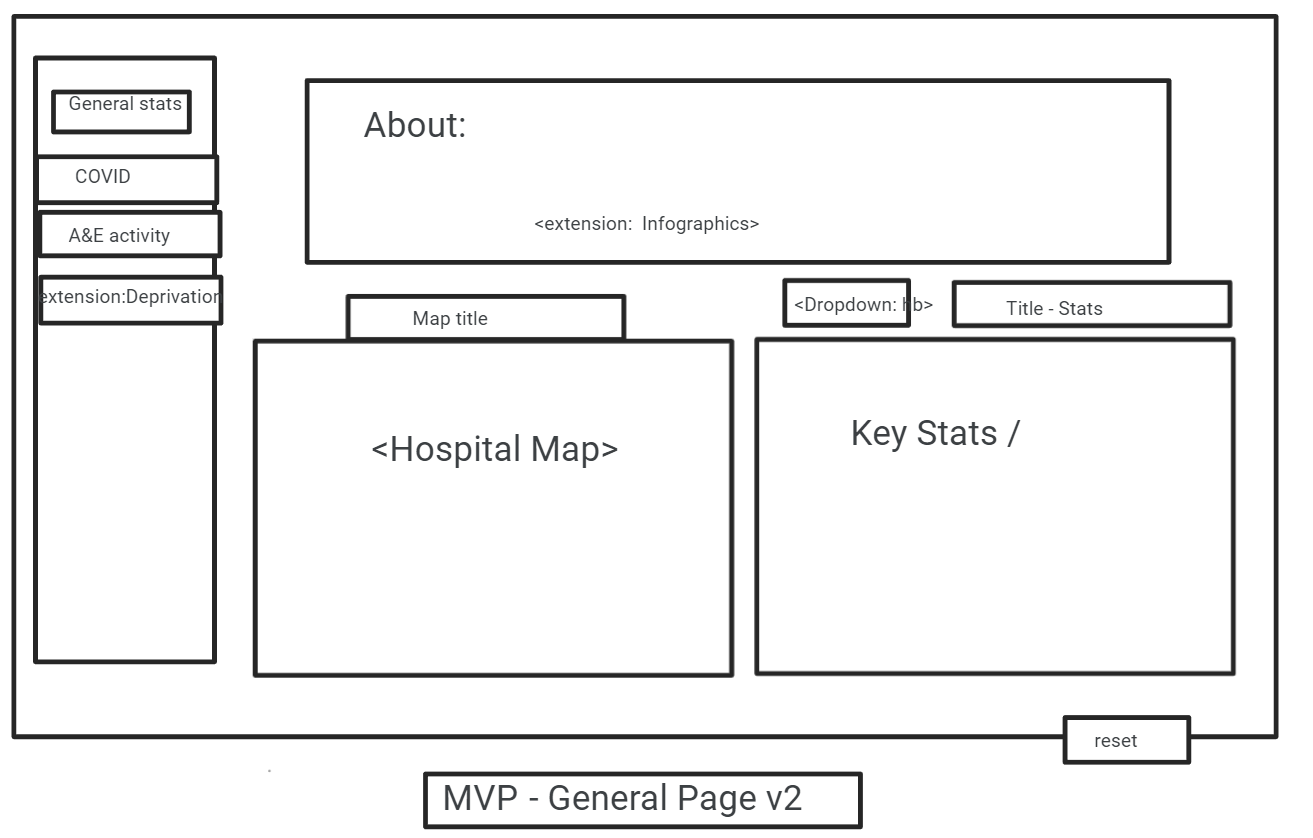 General stats
COVID
A&E activity
extension:Deprivation
About:
<extension:  Infographics>
Map title
<Hospital Map>
<Dropdown: hb>
Title - Stats
Key Stats /
reset
MVP - General Page v2